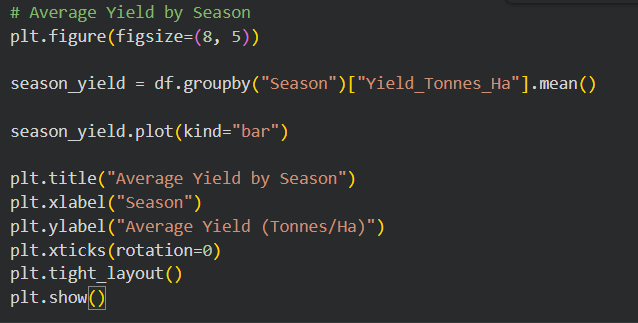 # Average Yield by Season
plt.figure(figsize=(8, 5))
season_yield = df.groupby("Season")["Yield_Tonnes_Ha"].mean()
season_yield.plot(kind="bar")
plt.title("Average Yield by Season")
plt.xlabel("Season")
plt.ylabel("Average Yield (Tonnes/Ha)")
plt.xticks(rotation=0)
plt.tight_layout()
plt.show()